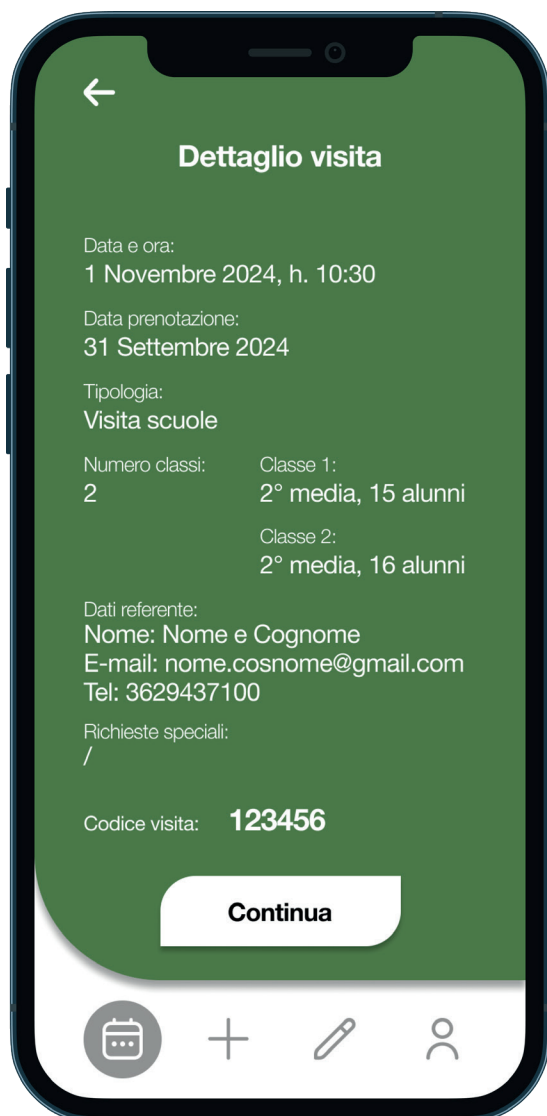 Dettaglio visita
Data e ora:
1 Novembre 2024, h. 10:30
Data prenotazione:
31 Settembre 2024
Tipologia:
Visita scuole
Numero classi:
2
Classe 1:
2° media, 15 alunni
Classe 2:
2° media, 16 alunni
Dati referente:
Nome: Nome e Cognome
E-mail: nome.cosnome@gmail.com
Tel: 3629437100
Richieste speciali:
/
Codice visita: 123456
Continua